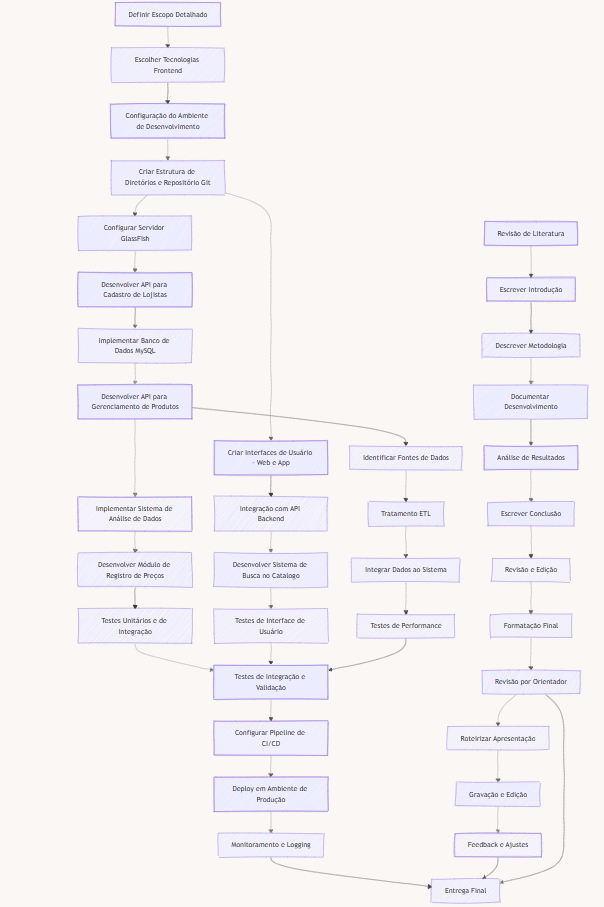 Definir Escopo Detalhado
Escolher Tecnologias
Frontend
Configuração do Ambiente
de Desenvolvimento
Criar Estrutura de
Diretórios e Repositório Git
Configurar Servidor
GlassFish
Desenvolver API para
Cadastro de Lojistas
Implementar Banco de
Dados MySQL
Desenvolver API para
Gerenciamento de Produtos
Implementar Sistema de
Análise de Dados
Desenvolver Módulo de
Registro de Preços
Testes Unitários e de
Integração
Criar Interfaces de Usuário
- Web e App
Integração com API
Backend
Desenvolver Sistema de
Busca no Catalogo
Testes de Interface de
Usuário
Identificar Fontes de Dados
Tratamento ETL
Integrar Dados ao Sistema
Testes de Performance
Testes de Integração e
Validação
Configurar Pipeline de
CI/CD
Deploy em Ambiente de
Produção
Monitoramento e Logging
Revisão de Literatura
Escrever Introdução
Descrever Metodologia
Documentar
Desenvolvimento
Análise de Resultados
Escrever Conclusão
Revisão e Edição
Formatação Final
Revisão por Orientador
Roteirizar Apresentação
Gravação e Edição
Feedback e Ajustes
Entrega Final